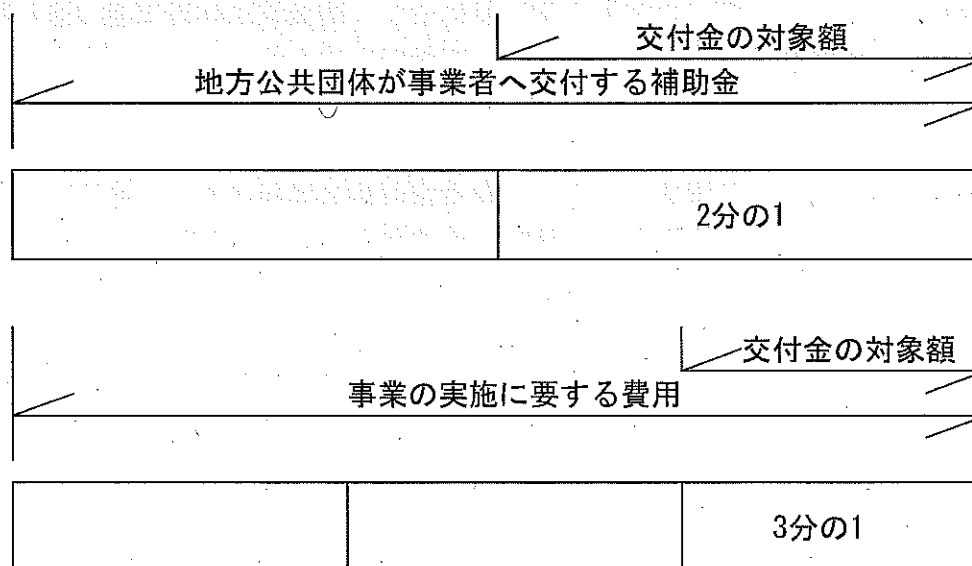 交付金の対象額
地方公共団体が事業者へ交付する補助金
2分の1
交付金の対象額
事業の実施に要する費用
3分の1